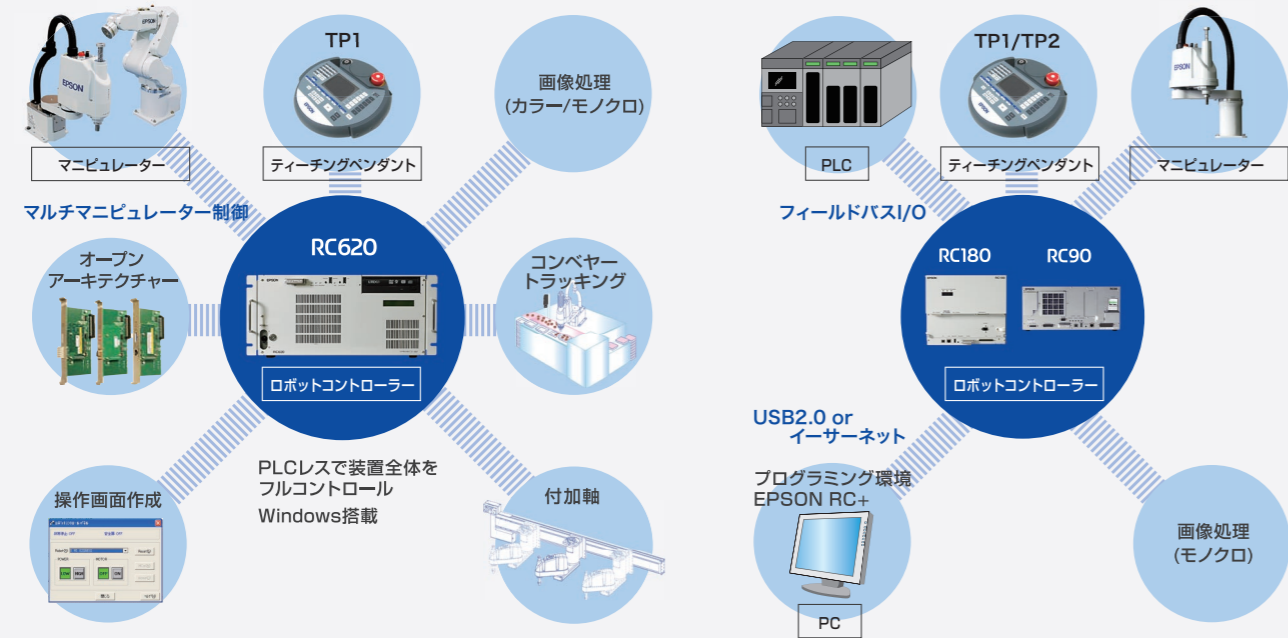 EPSON
マニピュレーター
TP1
ティーチングペンダント
画像処理
(カラー/モノクロ)
マルチマニピュレーター制御
RC620
EPSON
ロボットコントローラー
オープン
アーキテクチャー
コンベヤー
トラッキング
操作画面作成
PLCレスで装置全体を
フルコントロール
Windows搭載
付加軸
PLC
TP1/TP2
ティーチングペンダント
EPSON
マニピュレーター
フィールドバスI/O
RC180
RC90
ロボットコントローラー
USB2.0 or
イーサーネット
プログラミング環境
EPSON RC+
PC
画像処理
(モノクロ)